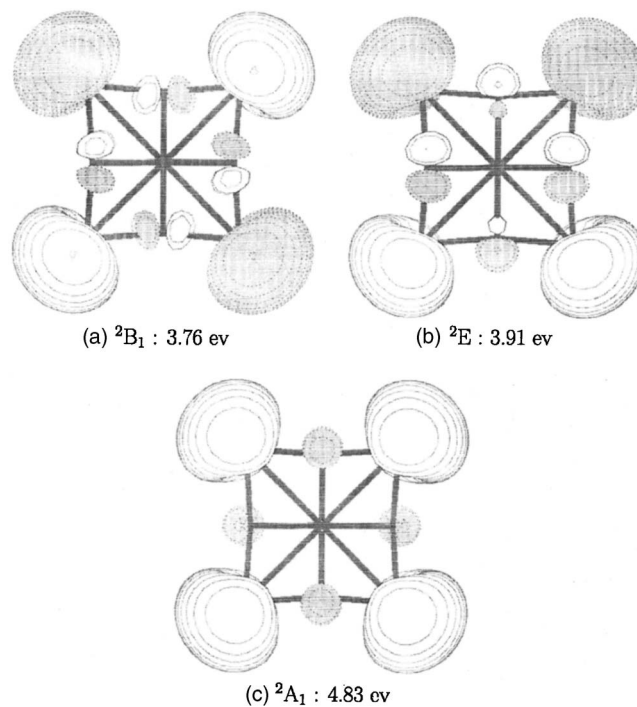 (a) ²B₁ : 3.76 ev
(b) ²E : 3.91 ev
(c) ²A₁ : 4.83 ev